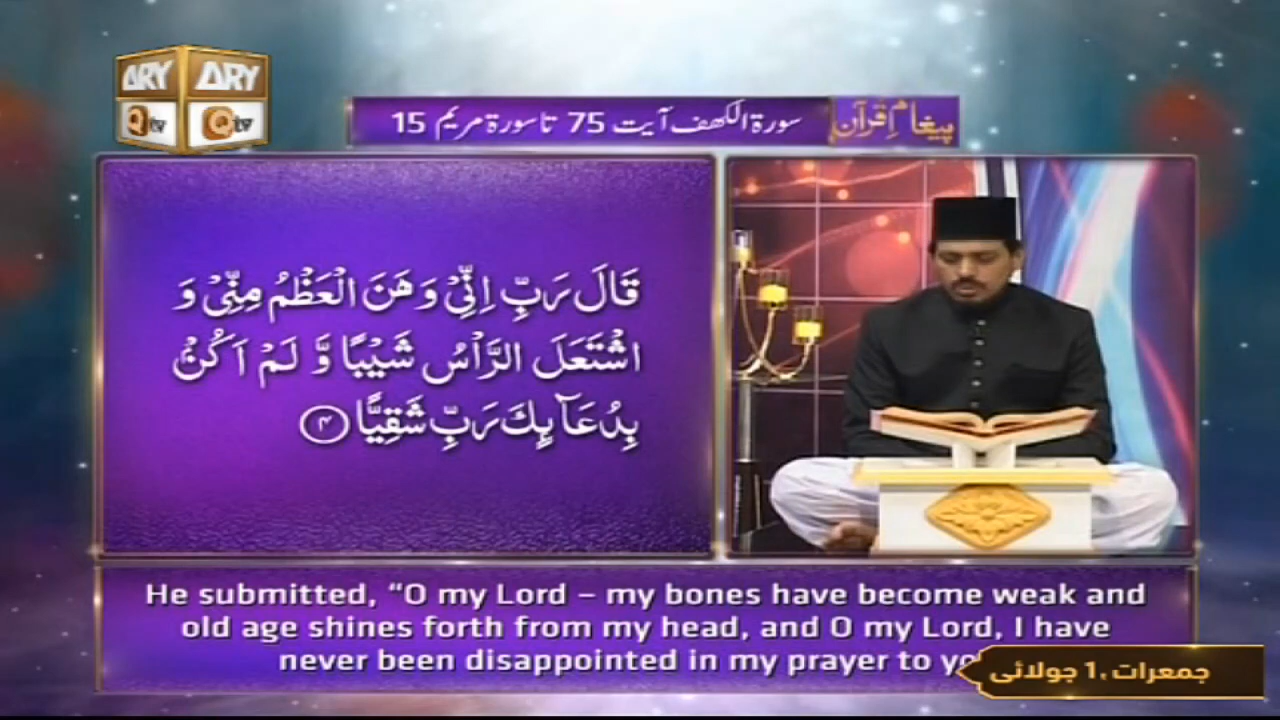 ARY ARY
Qtv Qtv
پیغام قرآن
سورۃ الکھف آیت 75 تا سورۃ مریم 15
قَالَ رَبِّ اِنِّیْ وَهَنَ الْعَظْمُ مِنِّیْ وَ
اشْتَعَلَ الرَّاْسُ شَیْبًا وَّ لَمْ اَكُنْۢ
بِدُعَآىِٕكَ رَبِّ شَقِیًّا ۴
He submitted, “O my Lord – my bones have become weak and
old age shines forth from my head, and O my Lord, I have
never been disappointed in my prayer to
جمعرات، 1 جولائی